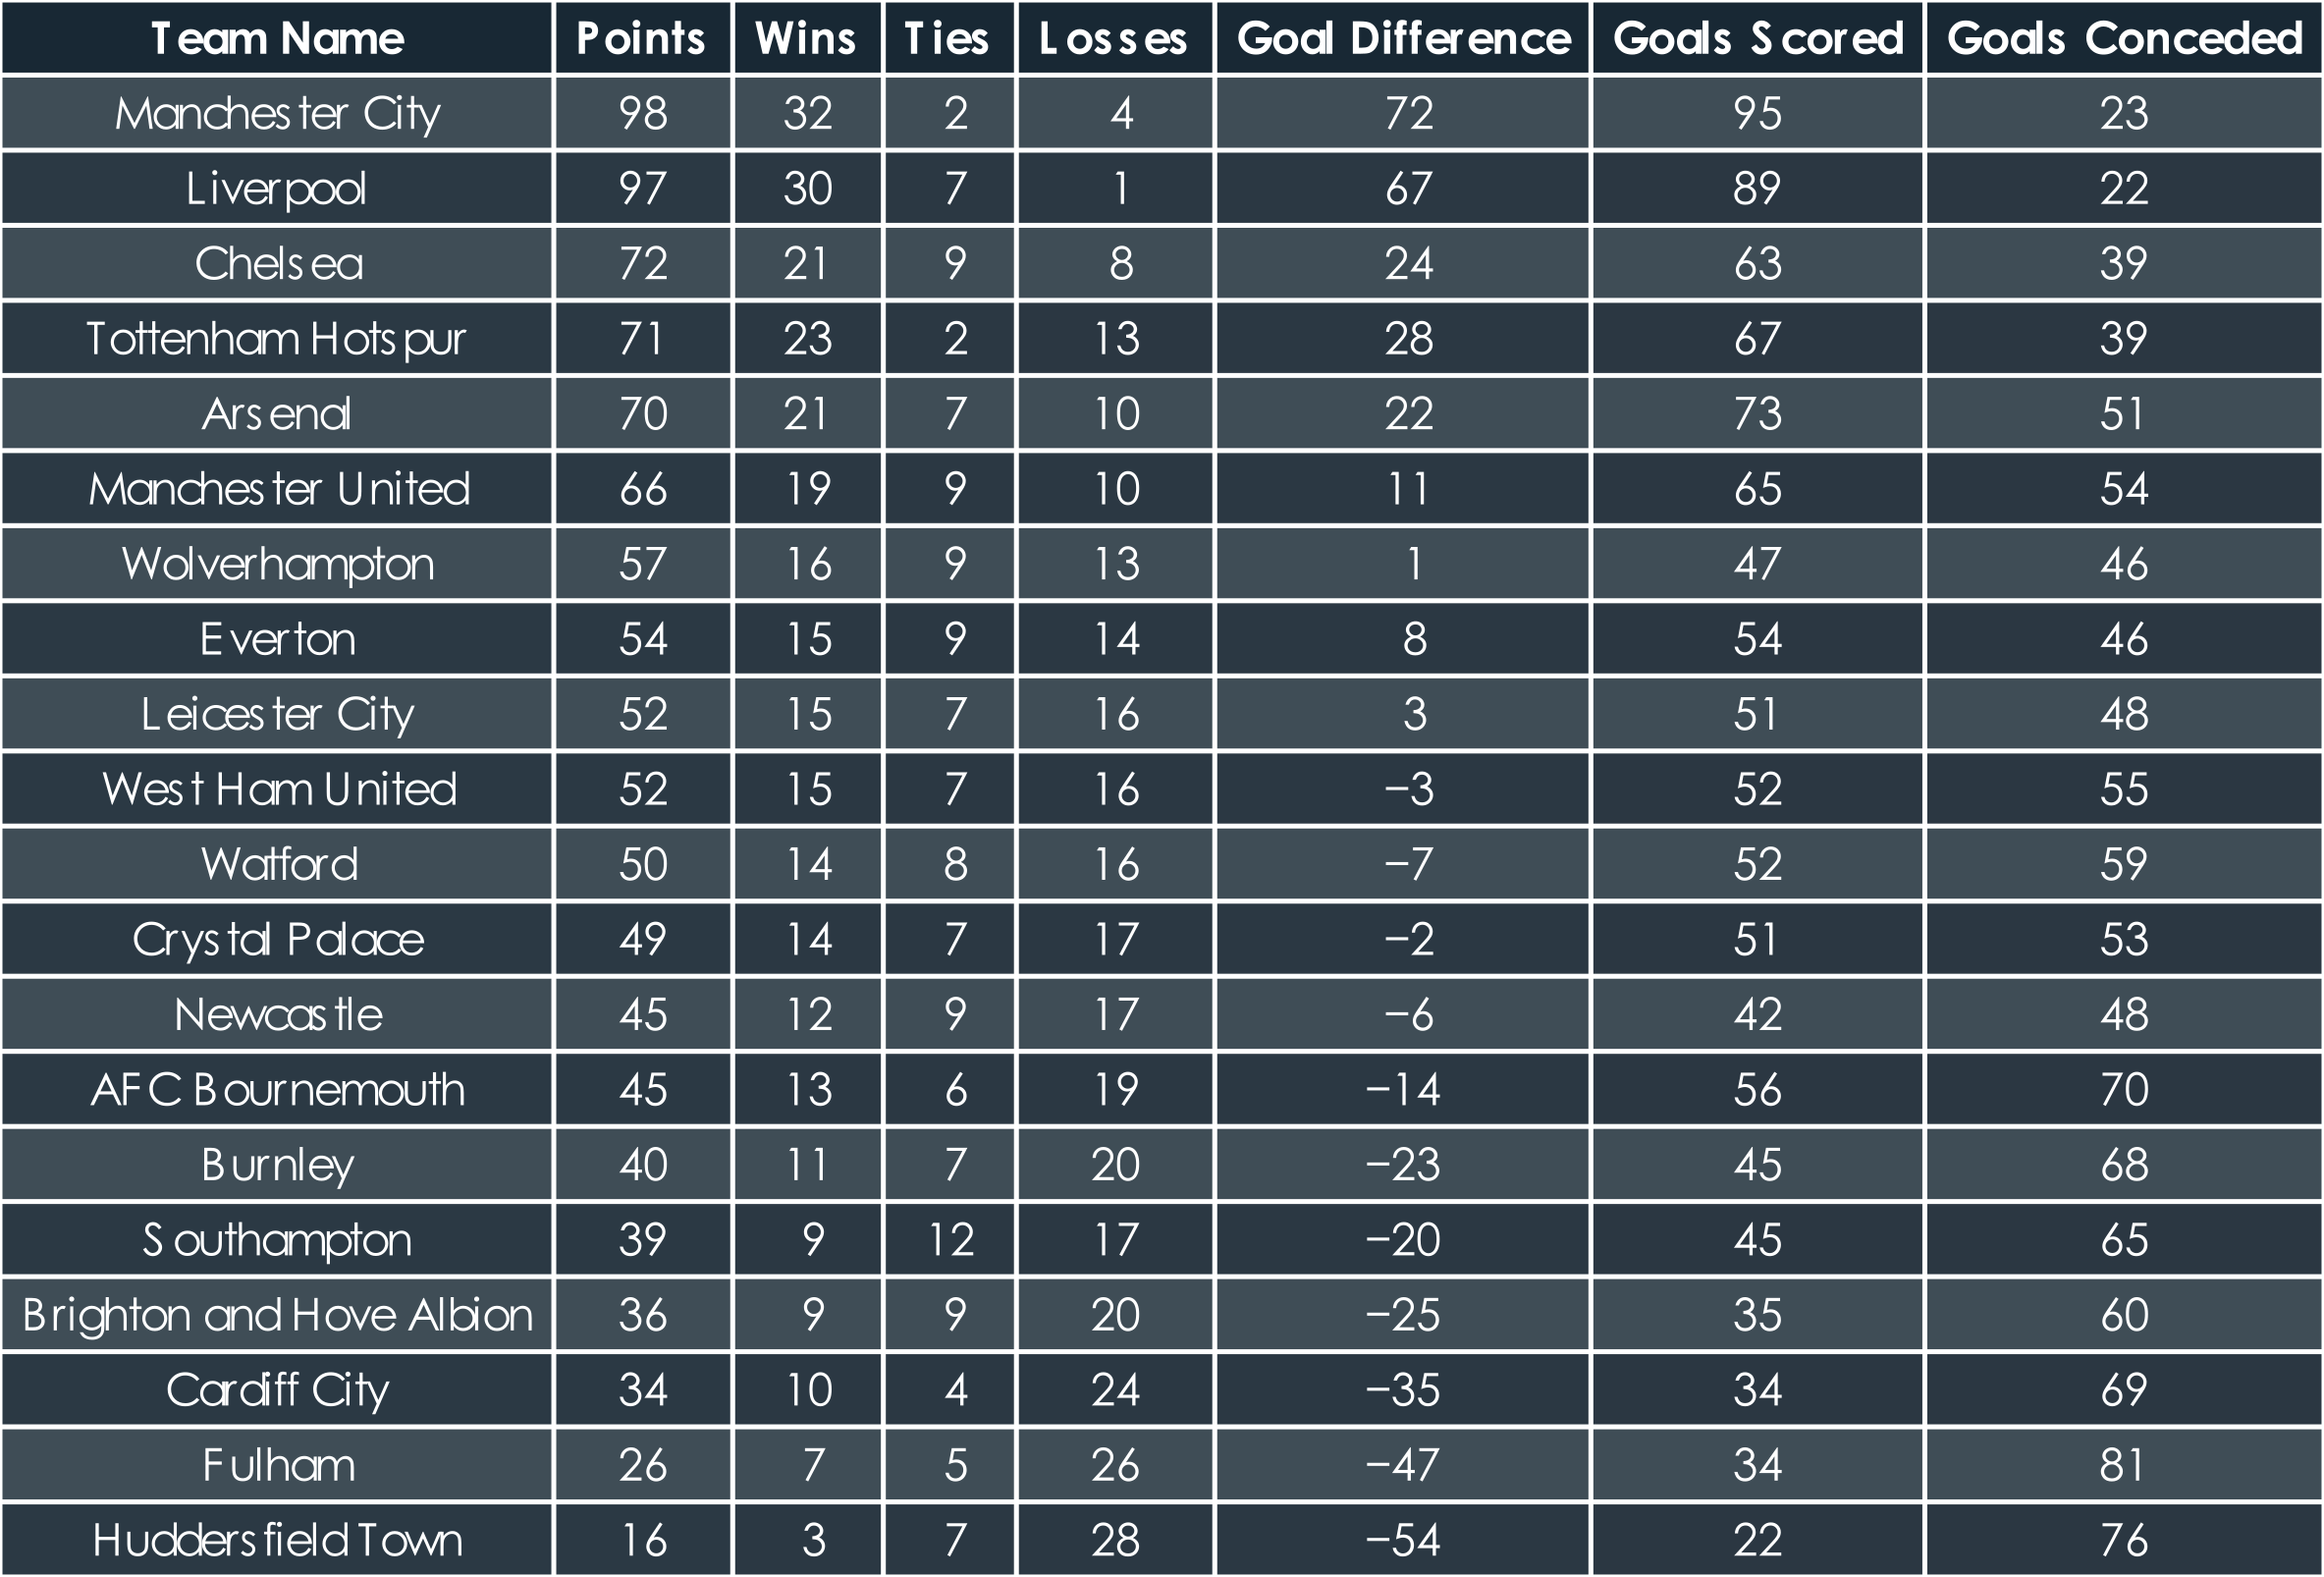 Team Name Points Wins Ties Losses Goal Difference Goals Scored Goals Conceded
Manchester City 98 32 2 4 72 95 23
Liverpool 97 30 7 1 67 89 22
Chelsea 72 21 9 8 24 63 39
Tottenham Hotspur 71 23 2 13 28 67 39
Arsenal 70 21 7 10 22 73 51
Manchester United 66 19 9 10 11 65 54
Wolverhampton 57 16 9 13 1 47 46
Everton 54 15 9 14 8 54 46
Leicester City 52 15 7 16 3 51 48
West Ham United 52 15 7 16 −3 52 55
Watford 50 14 8 16 −7 52 59
Crystal Palace 49 14 7 17 −2 51 53
Newcastle 45 12 9 17 −6 42 48
AFC Bournemouth 45 13 6 19 −14 56 70
Burnley 40 11 7 20 −23 45 68
Southampton 39 9 12 17 −20 45 65
Brighton and Hove Albion 36 9 9 20 −25 35 60
Cardiff City 34 10 4 24 −35 34 69
Fulham 26 7 5 26 −47 34 81
Huddersfield Town 16 3 7 28 −54 22 76